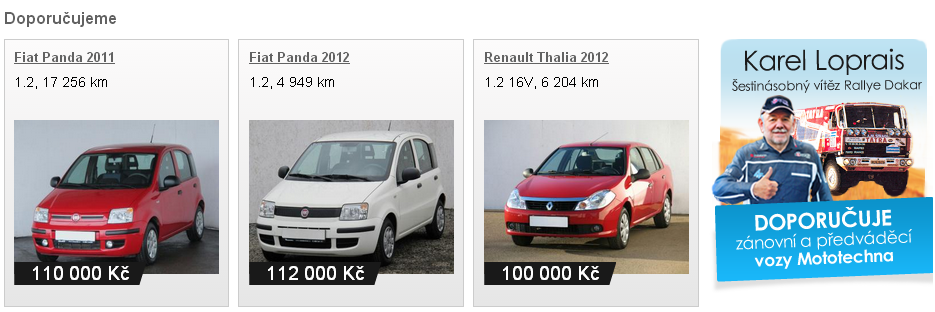 Doporučujeme
Fiat Panda 2011
1.2, 17 256 km
110 000 Kč
Fiat Panda 2012
1.2, 4 949 km
112 000 Kč
Renault Thalia 2012
1.2 16V, 6 204 km
100 000 Kč
Karel Loprais
Šestinásobný vítěz Rallye Dakar
TATRA
DOPORUČUJE
zánovní a předváděcí
vozy Mototechna